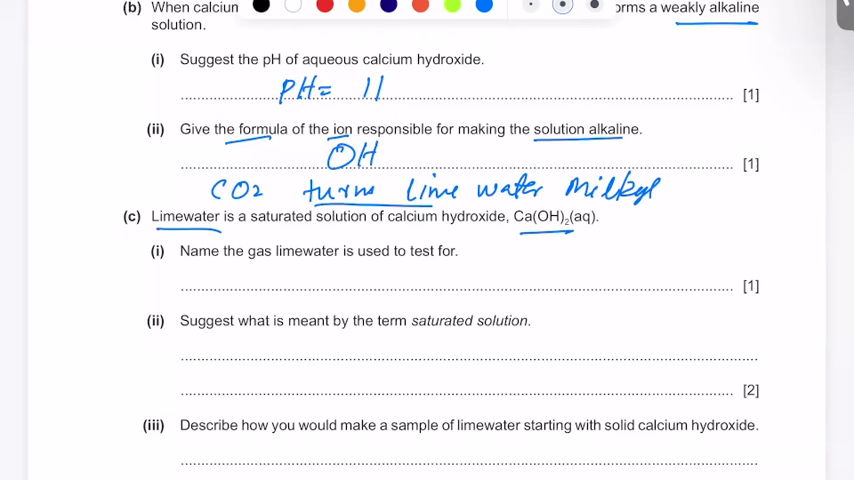 (b) When calcium orms a weakly alkaline
solution.
(i) Suggest the pH of aqueous calcium hydroxide.
PH= 11
[1]
(ii) Give the formula of the ion responsible for making the solution alkaline.
OH
[1]
CO2 turns Lime water Milkyl
(c) Limewater is a saturated solution of calcium hydroxide, Ca(OH)₂(aq).
(i) Name the gas limewater is used to test for.
[1]
(ii) Suggest what is meant by the term saturated solution.
[2]
(iii) Describe how you would make a sample of limewater starting with solid calcium hydroxide.